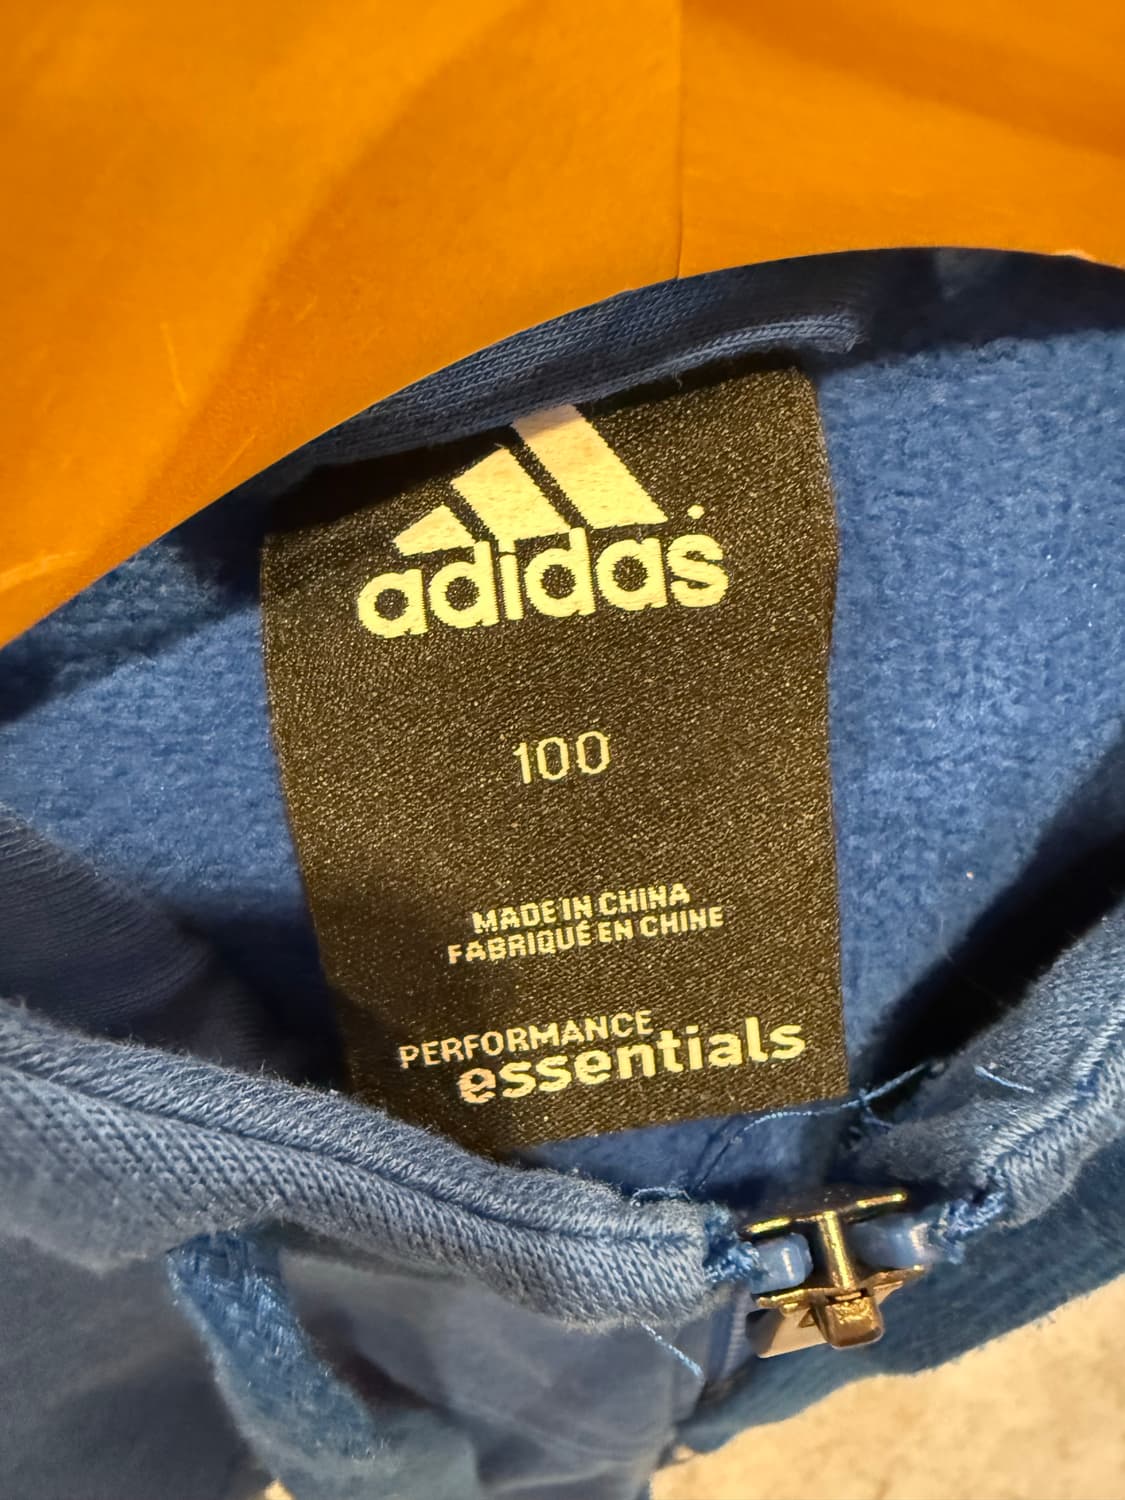 adidas
100
MADE IN CHINA
FABRIQUÉ EN CHINE
PERFORMANCE
essentials